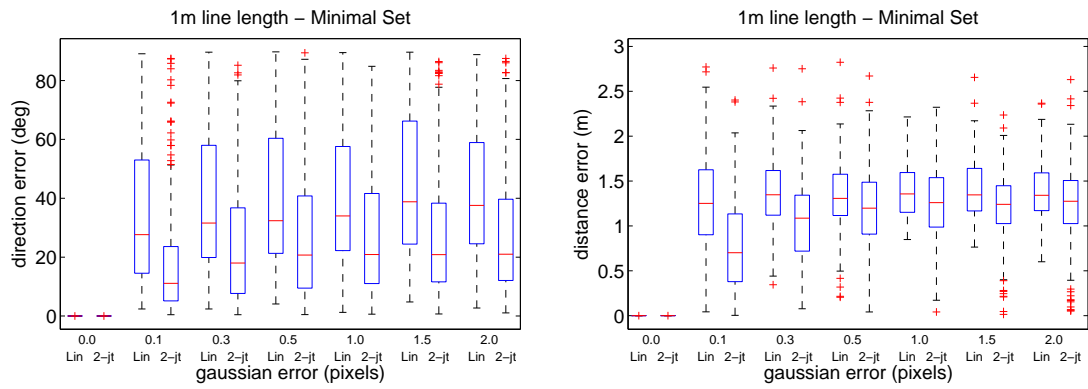 1m line length − Minimal Set
direction error (deg)
80
60
40
20
0
0.0 0.1 0.3 0.5 1.0 1.5 2.0
Lin 2−jt Lin 2−jt Lin 2−jt Lin 2−jt Lin 2−jt Lin 2−jt Lin 2−jt
gaussian error (pixels)
1m line length − Minimal Set
distance error (m)
3
2.5
2
1.5
1
0.5
0
0.0 0.1 0.3 0.5 1.0 1.5 2.0
Lin 2−jt Lin 2−jt Lin 2−jt Lin 2−jt Lin 2−jt Lin 2−jt Lin 2−jt
gaussian error (pixels)